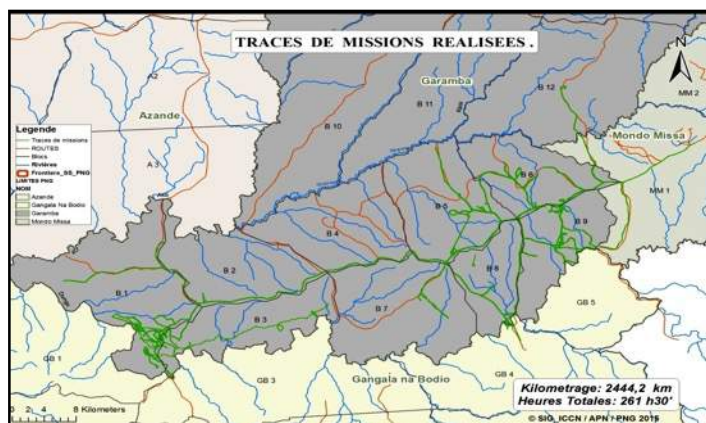 TRACES DE MISSIONS REALISEES .
N
Garamba
A 2
B 12
MM 2
B 11
Azande
B 10
Mondo Missa
Legende
Traces de missions
ROUTES
Blocs
Rivières
Frontiere_SS_PNG
LIMITES PNG
NOM
Azande
Gangala Na Bodio
Garamba
Mondo Missa
A 3
B 6
MM 1
B 5
B 9
B 4
B 2
B 8
B 1
B 3
B 7
GB 5
GB 1
GB 3
GB 4
Gangala na Bodio
Kilometrage: 2444,2 km
Heures Totales: 261 h30'
0 2 4 8 Kilometers
© SIG_ICCN / APN / PNG 2015